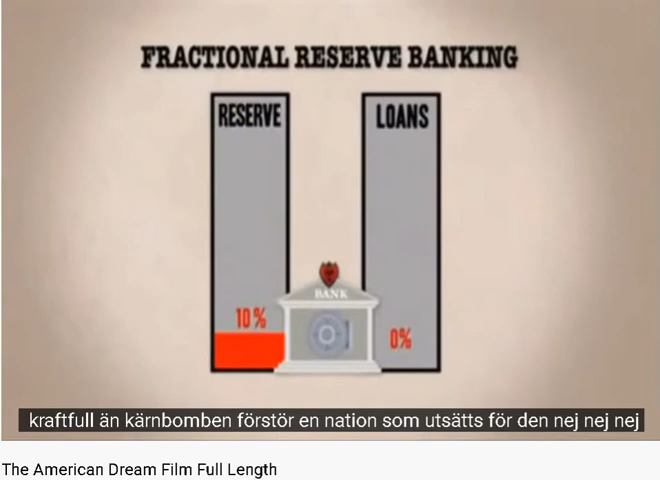 FRACTIONAL RESERVE BANKING
RESERVE
LOANS
BANK
10%
0%
kraftfull än kärnbomben förstör en nation som utsätts för den nej nej nej
The American Dream Film Full Length